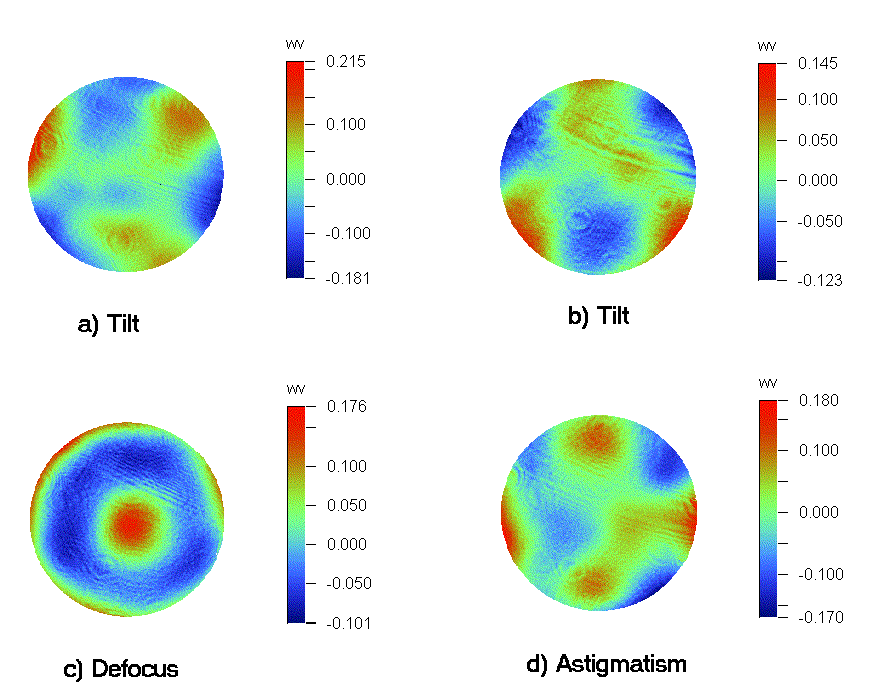 wv
0.215
0.100
0.000
-0.100
-0.181
a) Tilt
wv
0.145
0.100
0.050
0.000
-0.050
-0.123
b) Tilt
wv
0.176
0.100
0.050
0.000
-0.050
-0.101
c) Defocus
wv
0.180
0.100
0.000
-0.100
-0.170
d) Astigmatism